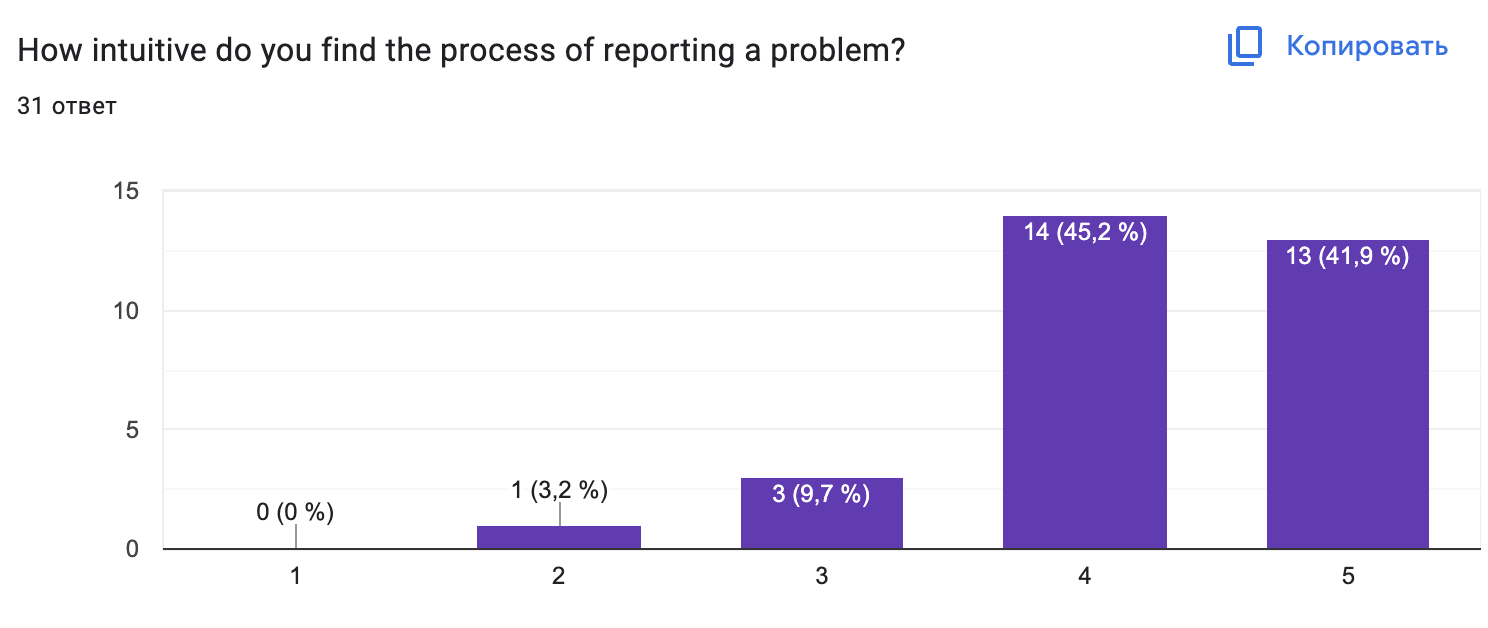 How intuitive do you find the process of reporting a problem?
Копировать
31 ответ
15
10
5
0
0 (0 %)
1 (3,2 %)
3 (9,7 %)
14 (45,2 %)
13 (41,9 %)
1
2
3
4
5